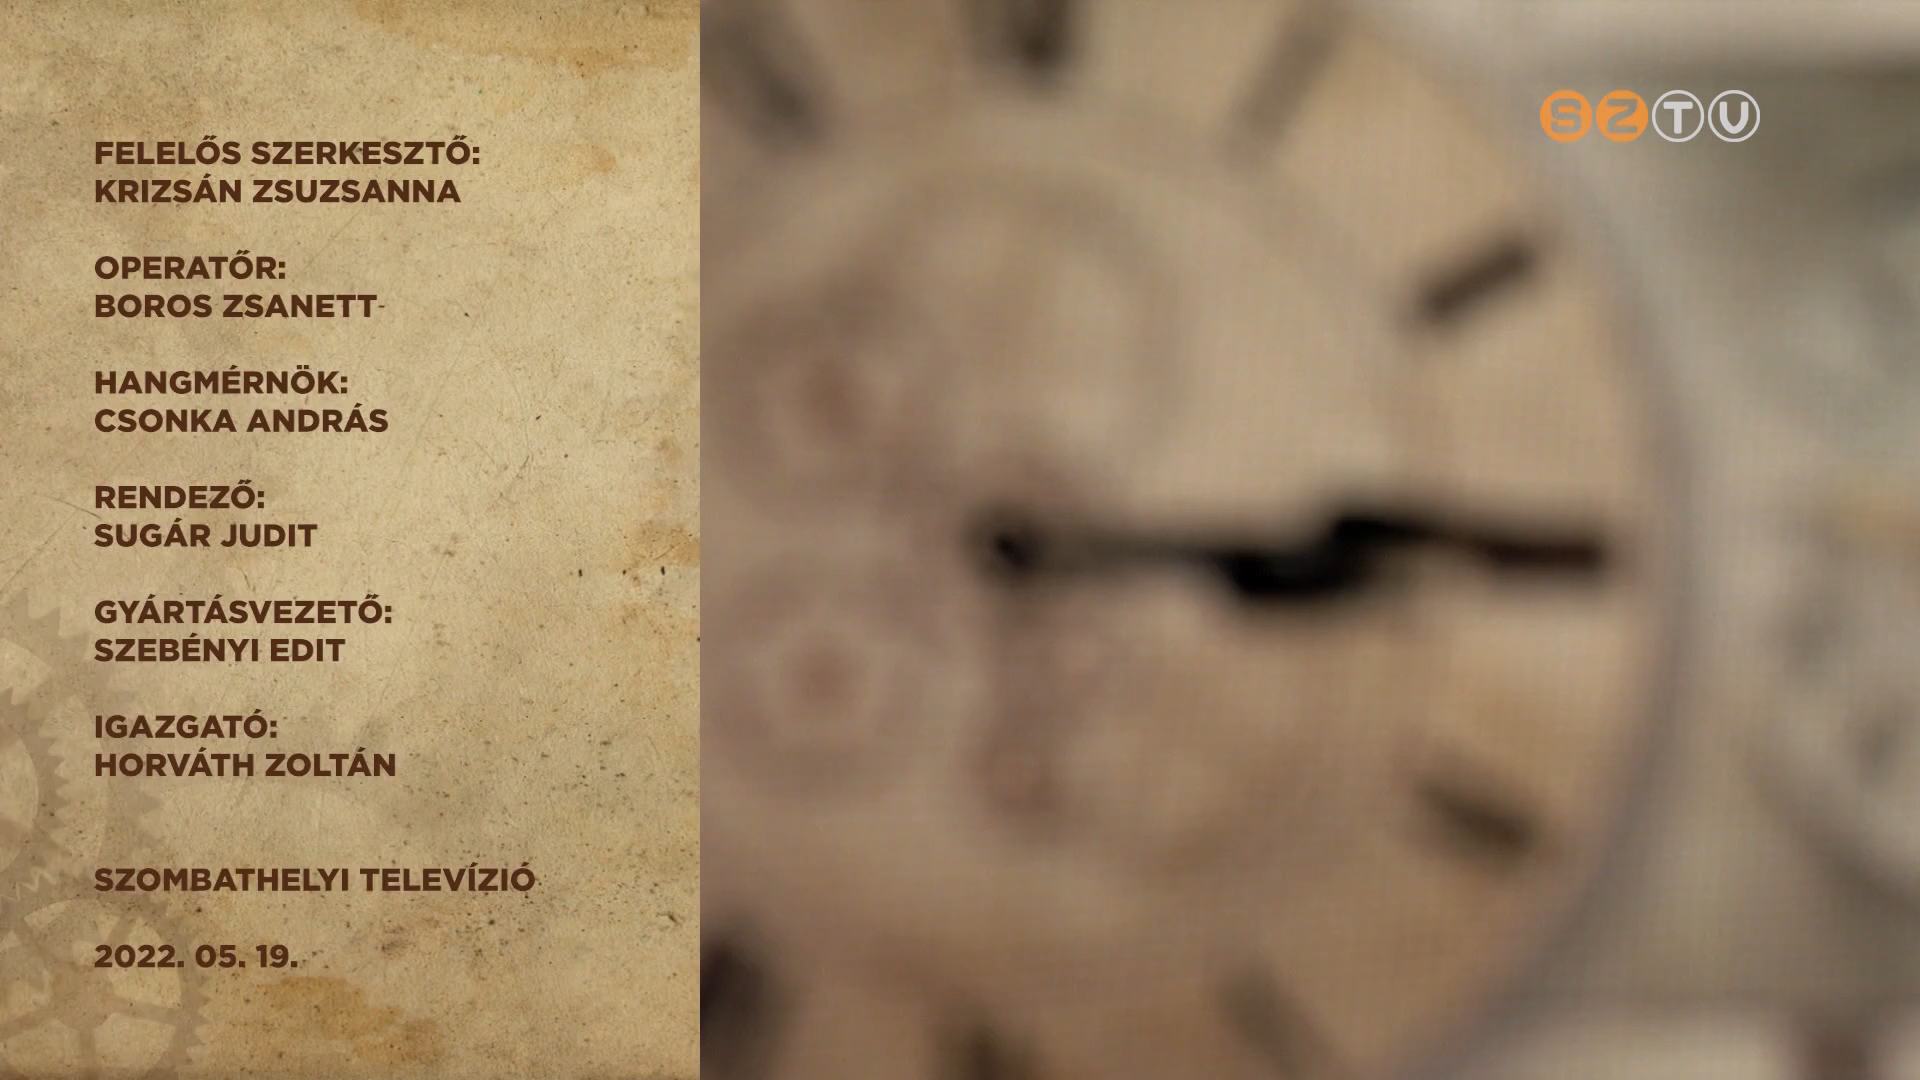 FELELŐS SZERKESZTŐ:
KRIZSÁN ZSUZSANNA
OPERATŐR:
BOROS ZSANETT
HANGMÉRNÖK:
CSONKA ANDRÁS
RENDEZŐ:
SUGÁR JUDIT
GYÁRTÁSVEZETŐ:
SZEBÉNYI EDIT
IGAZGATÓ:
HORVÁTH ZOLTÁN
SZOMBATHELYI TELEVÍZIÓ
2022. 05. 19.
SZTV